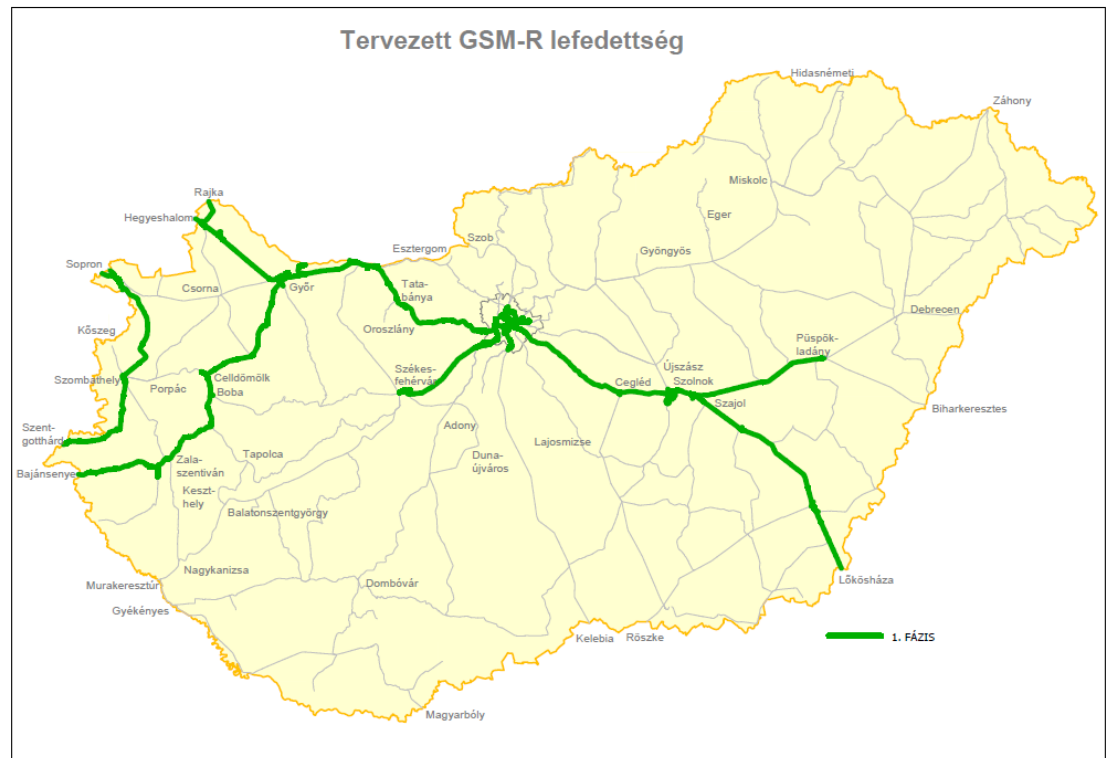 Tervezett GSM-R lefedettség
Hidasnémeti
Záhony
Miskolc
Rajka
Eger
Hegyeshalom
Szob
Esztergom
Gyöngyös
Sopron
Tata-
bánya
Csorna
Győr
Debrecen
Kőszeg
Oroszlány
Püspök-
ladány
Székes-
fehérvár
Újszász
Szombathely
Celldömölk
Cegléd
Szolnok
Porpác
Boba
Szajol
Biharkeresztes
Szent-
gotthárd
Adony
Lajosmizse
Tapolca
Duna-
újváros
Zala-
szentiván
Bajánsenye
Keszt-
hely
Balatonszentgyörgy
Nagykanizsa
Murakeresztúr
Dombóvár
Lőkösháza
Gyékényes
Kelebia
Röszke
1. FÁZIS
Magyarbóly